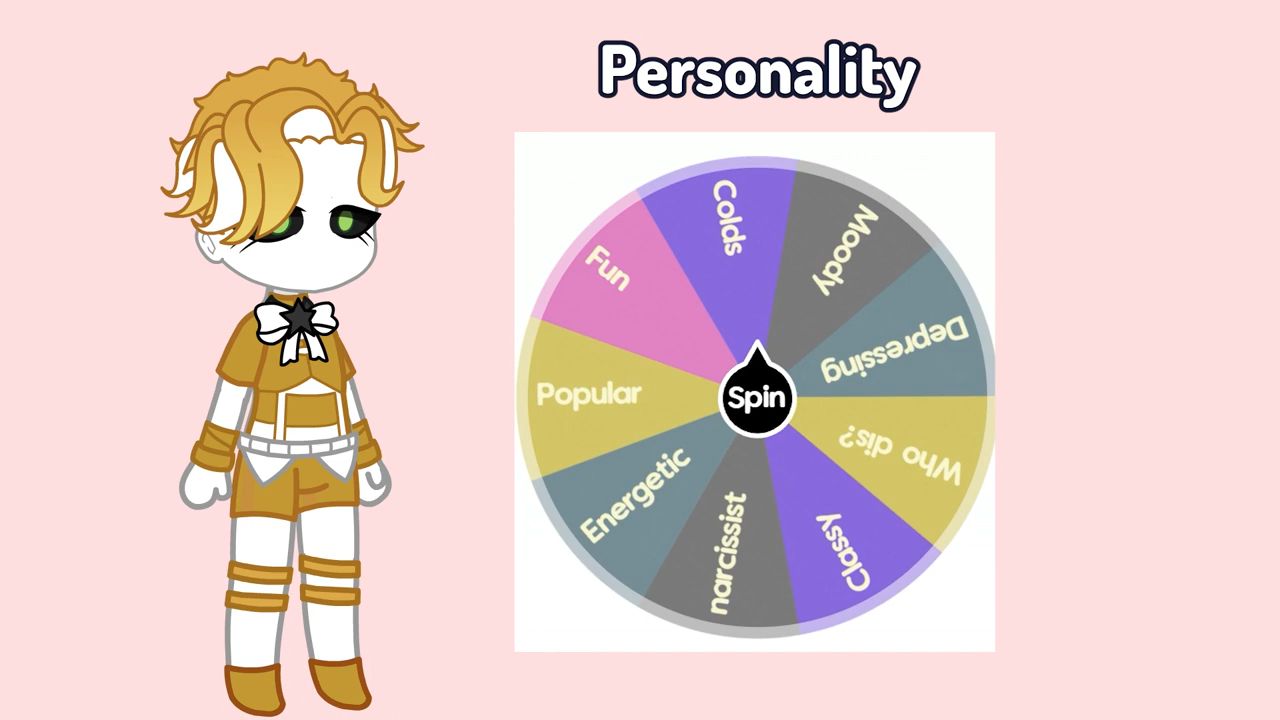 Personality
Colds
Moody
Depressing
Who dis?
Classy
narcissist
Energetic
Popular
Fun
Spin